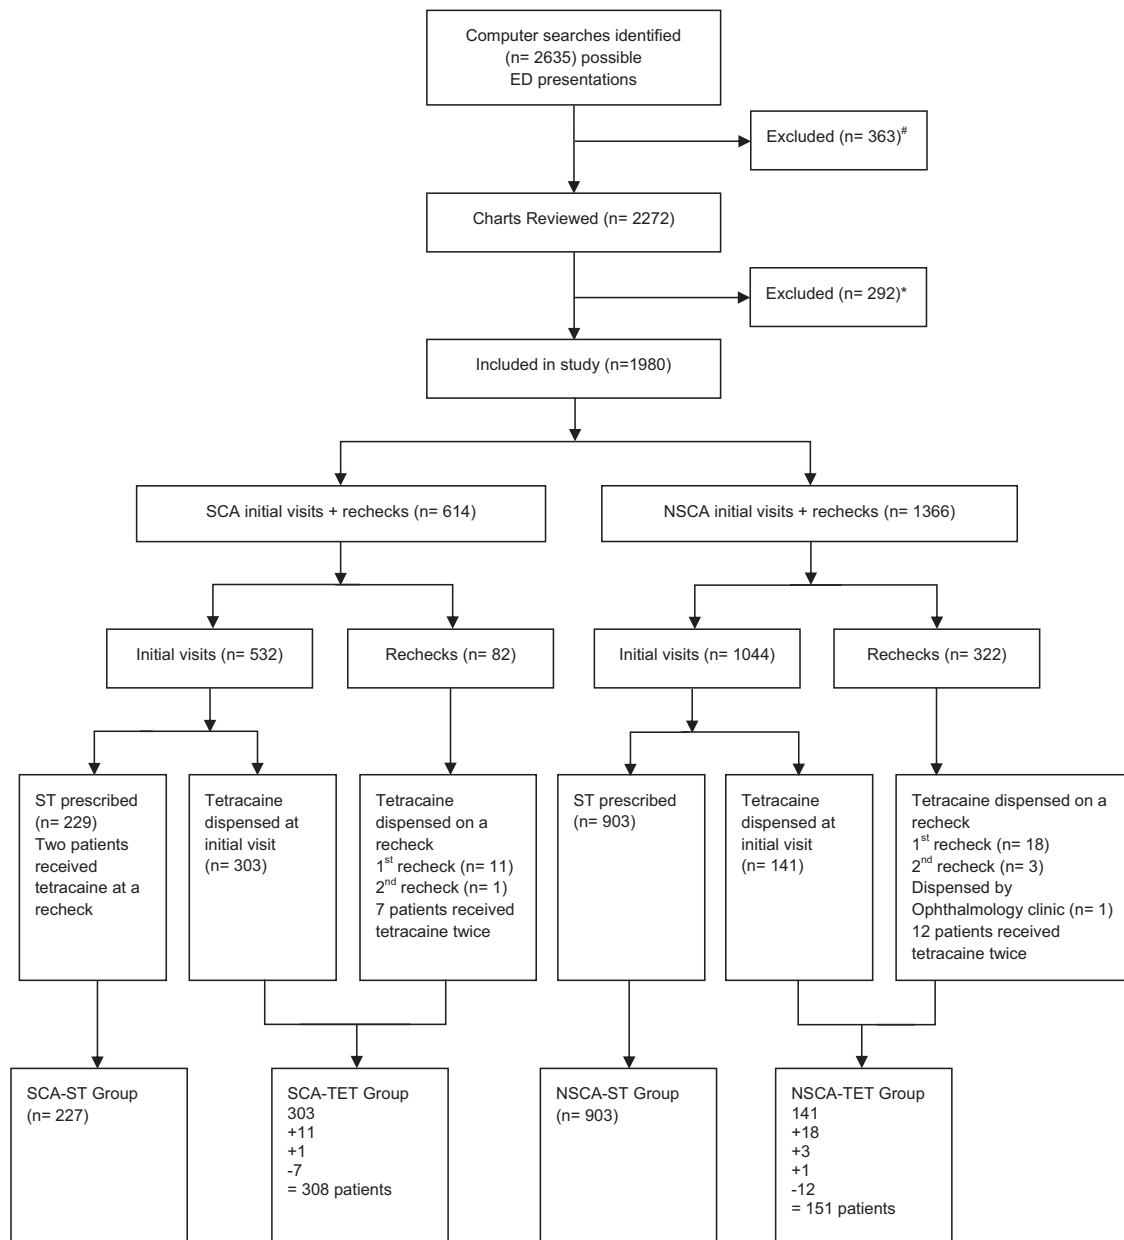 Computer searches identified
(n= 2635) possible
ED presentations
Excluded (n= 363)#
Charts Reviewed (n= 2272)
Excluded (n= 292)*
Included in study (n=1980)
SCA initial visits + rechecks (n= 614)
NSCA initial visits + rechecks (n= 1366)
Initial visits (n= 532)
Rechecks (n= 82)
Initial visits (n= 1044)
Rechecks (n= 322)
ST prescribed
(n= 229)
Two patients
received
tetracaine at a
recheck
Tetracaine
dispensed at
initial visit
(n= 303)
Tetracaine
dispensed on a
recheck
1st recheck (n= 11)
2nd recheck (n= 1)
7 patients received
tetracaine twice
ST prescribed
(n= 903)
Tetracaine
dispensed at
initial visit
(n= 141)
Tetracaine dispensed on a
recheck
1st recheck (n= 18)
2nd recheck (n= 3)
Dispensed by
Ophthalmology clinic (n= 1)
12 patients received
tetracaine twice
SCA-ST Group
(n= 227)
SCA-TET Group
303
+11
+1
-7
= 308 patients
NSCA-ST Group
(n= 903)
NSCA-TET Group
141
+18
+3
+1
-12
= 151 patients